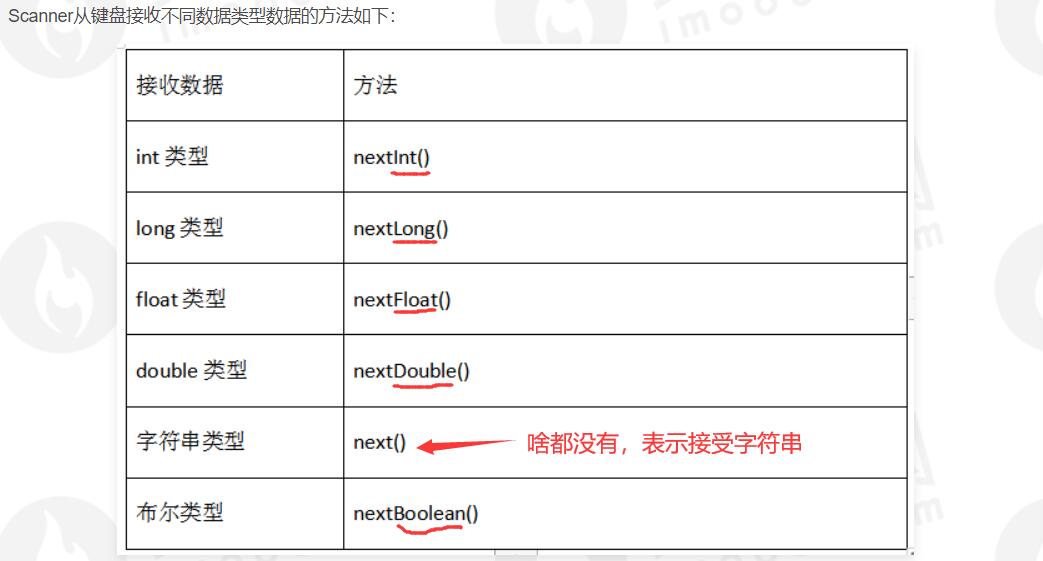 Scanner从键盘接收不同数据类型数据的方法如下：
接收数据 方法
int 类型 nextInt()
long 类型 nextLong()
float 类型 nextFloat()
double 类型 nextDouble()
字符串类型 next() 啥都没有，表示接受字符串
布尔类型 nextBoolean()